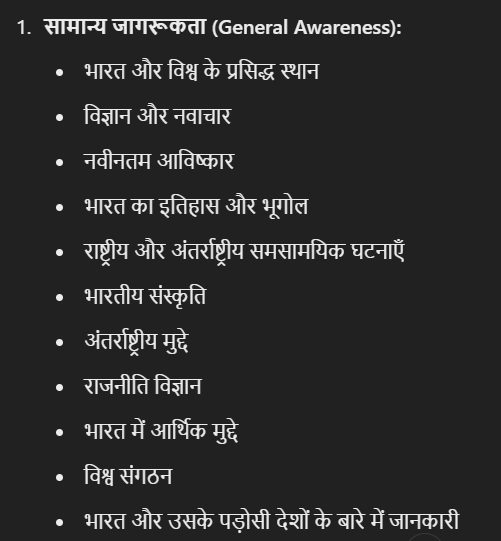 1. सामान्य जागरूकता (General Awareness):
• भारत और विश्व के प्रसिद्ध स्थान
• विज्ञान और नवाचार
• नवीनतम आविष्कार
• भारत का इतिहास और भूगोल
• राष्ट्रीय और अंतर्राष्ट्रीय समसामयिक घटनाएँ
• भारतीय संस्कृति
• अंतर्राष्ट्रीय मुद्दे
• राजनीति विज्ञान
• भारत में आर्थिक मुद्दे
• विश्व संगठन
• भारत और उसके पड़ोसी देशों के बारे में जानकारी